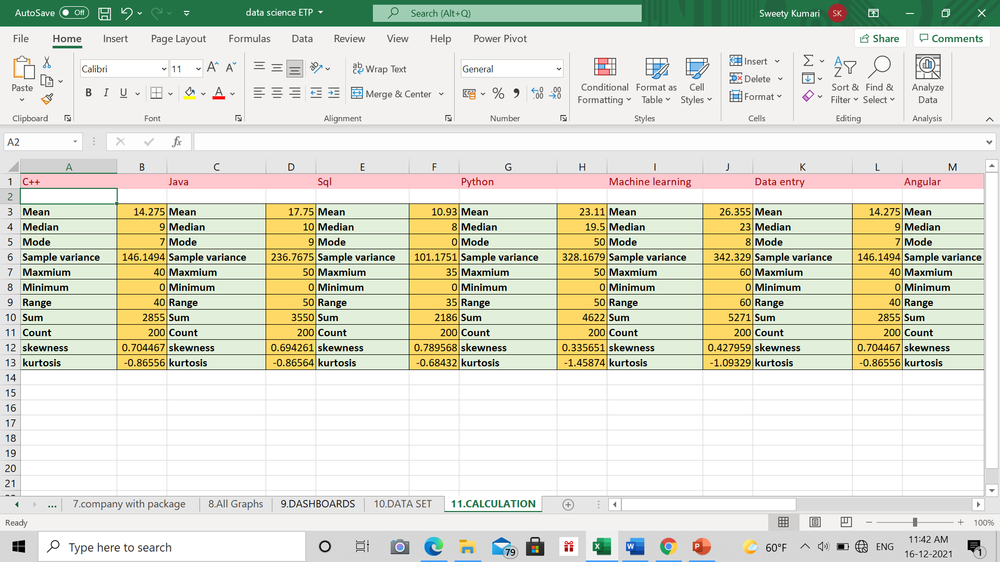 AutoSave Off data science ETP Search (Alt+Q) Sweety Kumari SK
File Home Insert Page Layout Formulas Data Review View Help Power Pivot Share Comments
Calibri 11 ab Wrap Text General Insert
Paste Conditional Format as Cell Delete Sort & Find & Analyze
B I U A Merge & Center % Formatting Table Styles Format Filter Select Data
Clipboard Font Alignment Number Styles Cells Editing Analysis
A2 fx
A B C D E F G H I J K L M
1 C++ Java Sql Python Machine learning Data entry Angular
2
3 Mean 14.275 Mean 17.75 Mean 10.93 Mean 23.11 Mean 26.355 Mean 14.275 Mean
4 Median 9 Median 10 Median 8 Median 19.5 Median 23 Median 9 Median
5 Mode 7 Mode 9 Mode 0 Mode 50 Mode 8 Mode 7 Mode
6 Sample variance 146.1494 Sample variance 236.7675 Sample variance 101.1751 Sample variance 328.1679 Sample variance 342.329 Sample variance 146.1494 Sample variance
7 Maxmium 40 Maxmium 50 Maxmium 35 Maxmium 50 Maxmium 60 Maxmium 40 Maxmium
8 Minimum 0 Minimum 0 Minimum 0 Minimum 0 Minimum 0 Minimum 0 Minimum
9 Range 40 Range 50 Range 35 Range 50 Range 60 Range 40 Range
10 Sum 2855 Sum 3550 Sum 2186 Sum 4622 Sum 5271 Sum 2855 Sum
11 Count 200 Count 200 Count 200 Count 200 Count 200 Count 200 Count
12 skewness 0.704467 skewness 0.694261 skewness 0.789568 skewness 0.335651 skewness 0.427959 skewness 0.704467 skewness
13 kurtosis -0.86556 kurtosis -0.86564 kurtosis -0.68432 kurtosis -1.45874 kurtosis -1.09329 kurtosis -0.86556 kurtosis
14
15
16
17
18
19
20
21
... 7.company with package 8.All Graphs 9.DASHBOARDS 10.DATA SET 11.CALCULATION
Ready 100%
Type here to search 79 60°F ENG 11:42 AM
16-12-2021 1